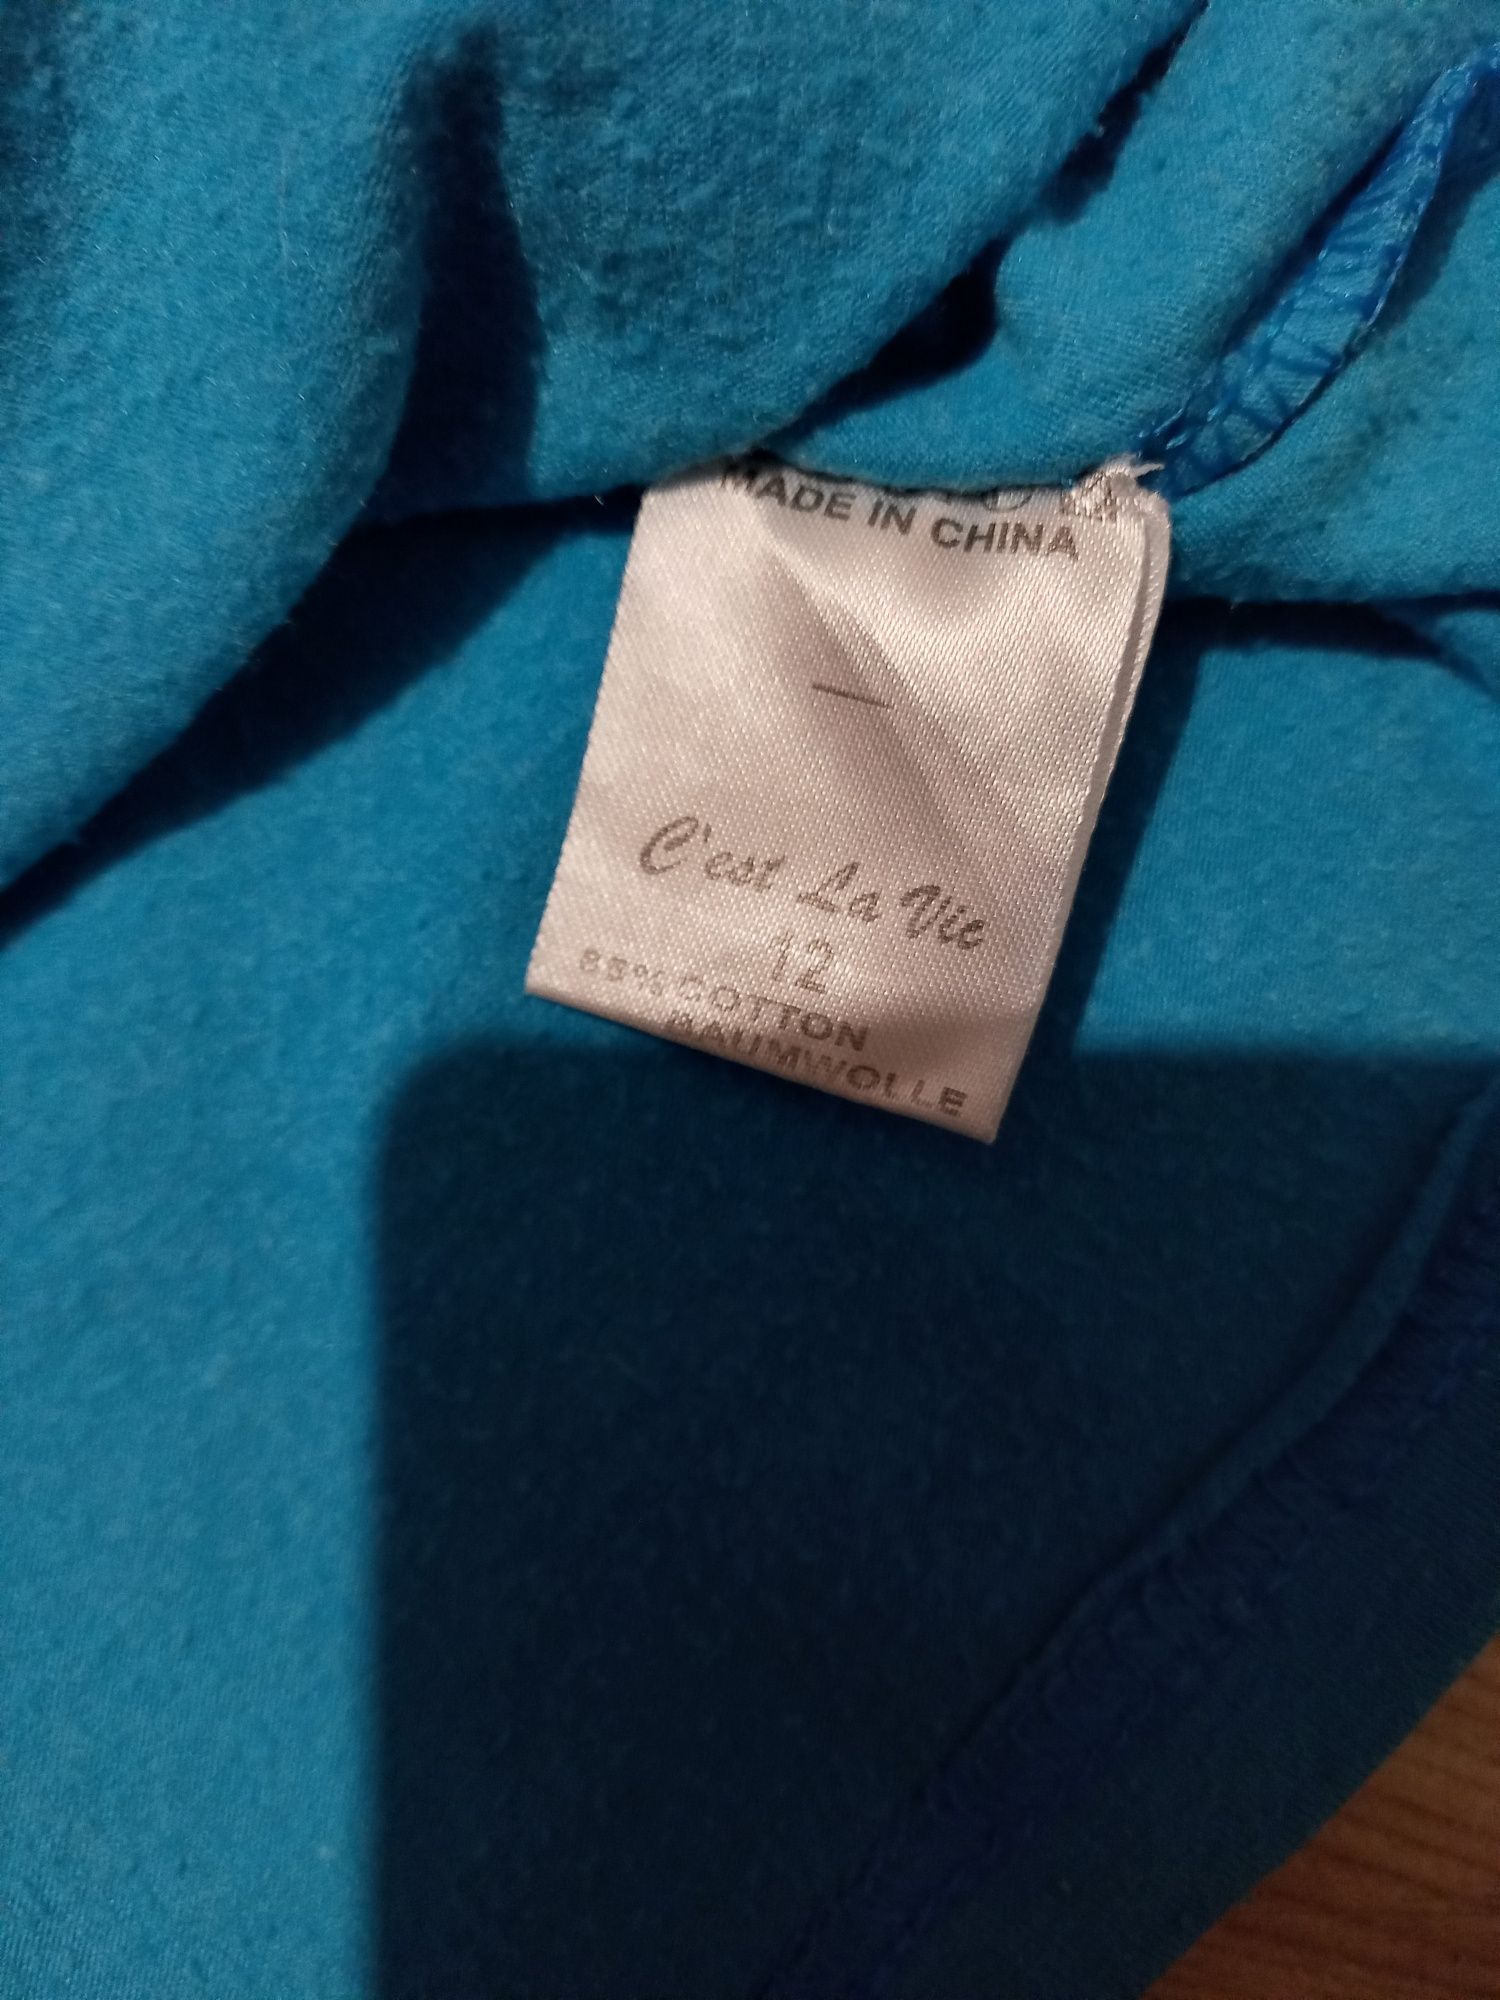 MADE IN CHINA
C'est La Vie
12
COTTON
BAUMWOLLE